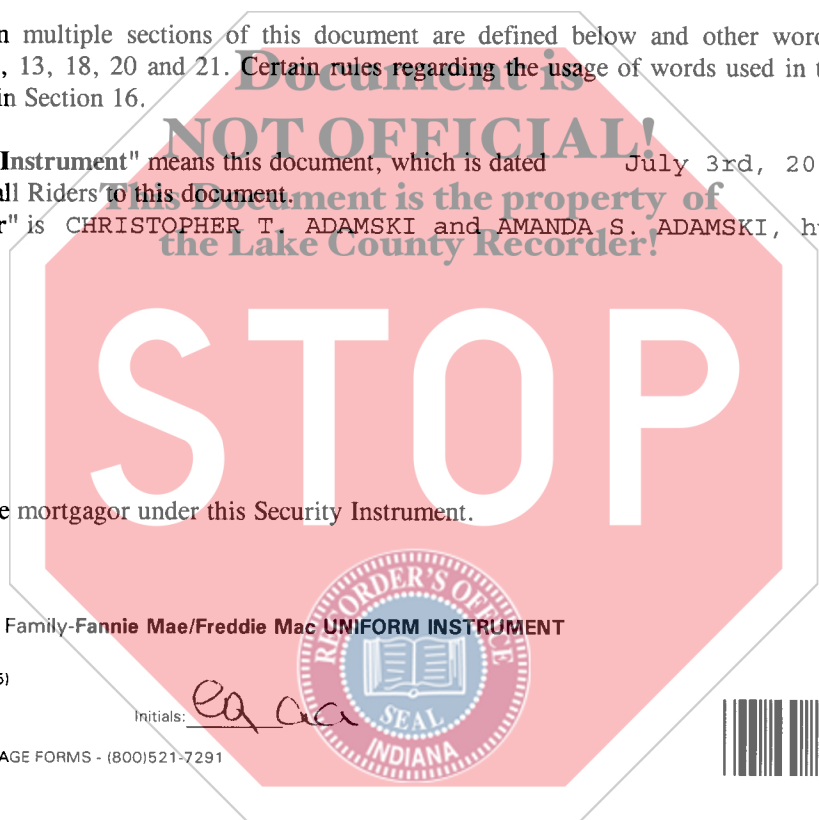 n multiple sections of this document are defined below and other word
, 13, 18, 20 and 21. Certain rules regarding the usage of words used in t
in Section 16.
Document is
NOT OFFICIAL!
Instrument" means this document, which is dated July 3rd, 20
all Riders to this document.
This Document is the property of
r" is CHRISTOPHER T. ADAMSKI and AMANDA S. ADAMSKI, h
the Lake County Recorder!
STOP
e mortgagor under this Security Instrument.
RECORDER'S OFFICE
Family-Fannie Mae/Freddie Mac UNIFORM INSTRUMENT
SEAL
INDIANA
Initials:
AGE FORMS - (800)521-7291